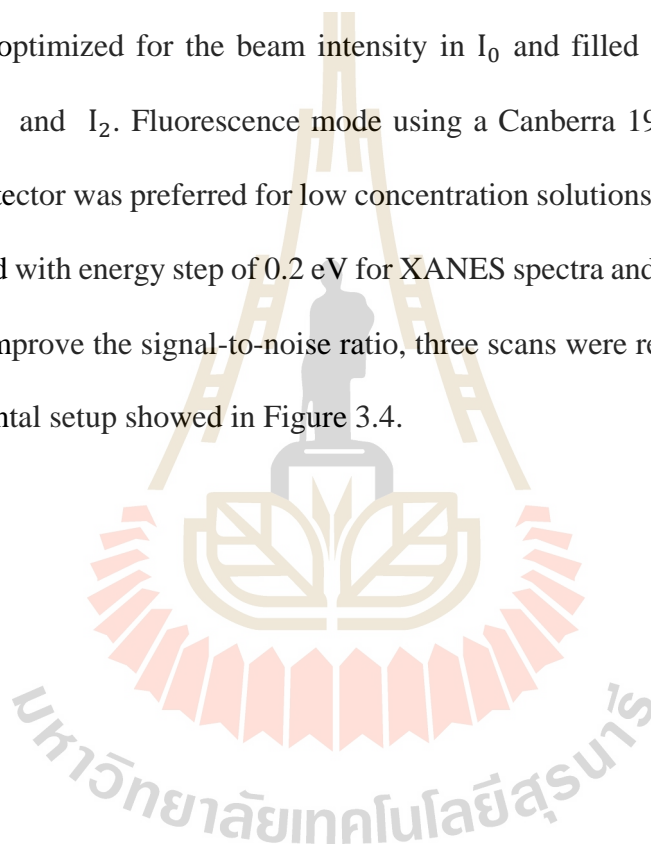 optimized for the beam intensity in I₀ and filled
and I₂. Fluorescence mode using a Canberra 19
tector was preferred for low concentration solutions
d with energy step of 0.2 eV for XANES spectra and
mprove the signal-to-noise ratio, three scans were re
ntal setup showed in Figure 3.4.
มหาวิทยาลัยเทคโนโลยีสุรนารี